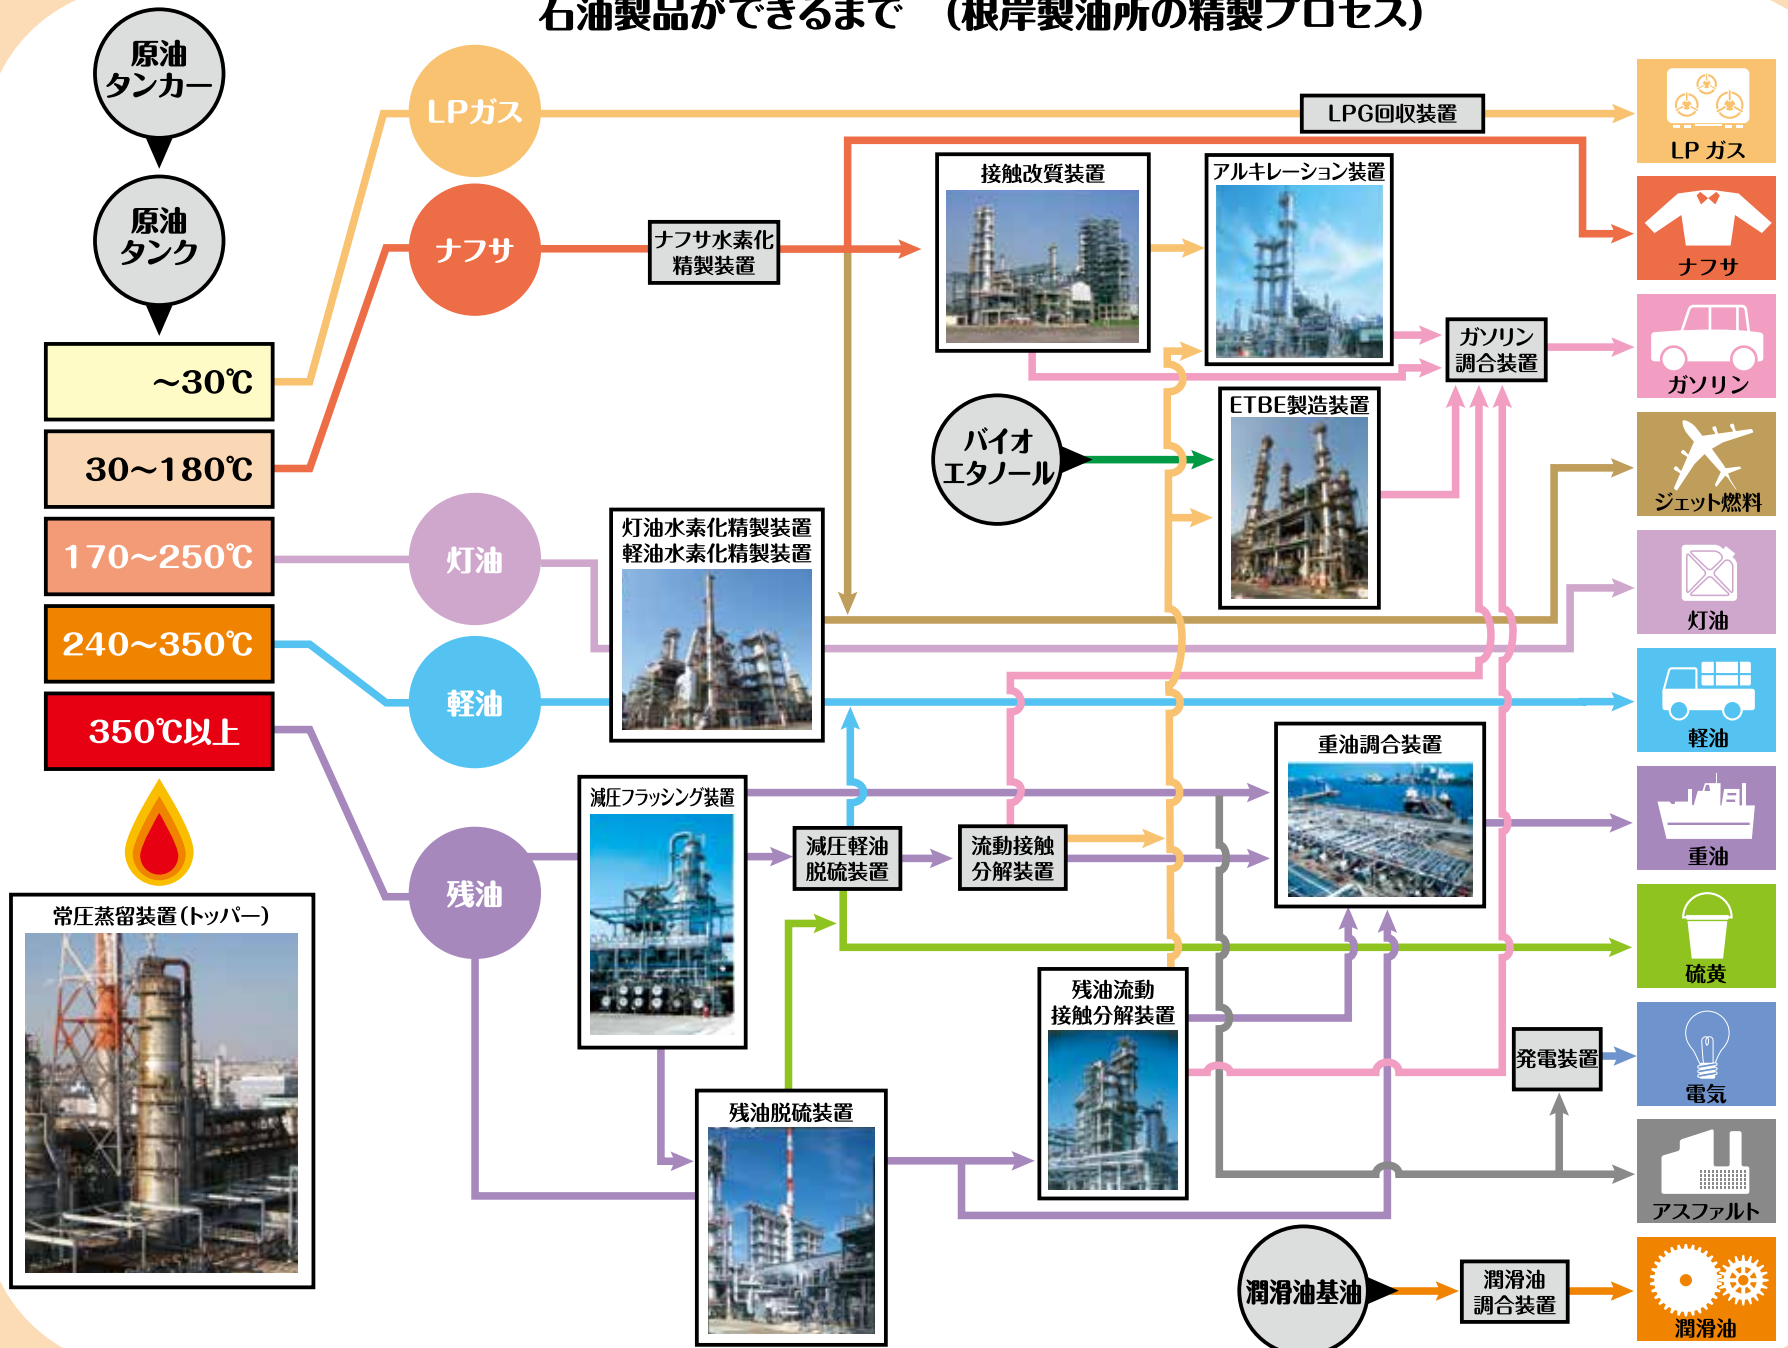 石油製品ができるまで （根岸製油所の精製プロセス）
原油
タンカー
原油
タンク
～30℃
30～180℃
170～250℃
240～350℃
350℃以上
常圧蒸留装置（トッパー）
LPガス
ナフサ
灯油
軽油
残油
ナフサ水素化
精製装置
灯油水素化精製装置
軽油水素化精製装置
減圧フラッシング装置
減圧軽油
脱硫装置
残油脱硫装置
流動接触
分解装置
残油流動
接触分解装置
接触改質装置
アルキレーション装置
バイオ
エタノール
ETBE製造装置
LPG回収装置
ガソリン
調合装置
重油調合装置
発電装置
潤滑油基油
潤滑油
調合装置
LP ガス
ナフサ
ガソリン
ジェット燃料
灯油
軽油
重油
硫黄
電気
アスファルト
潤滑油